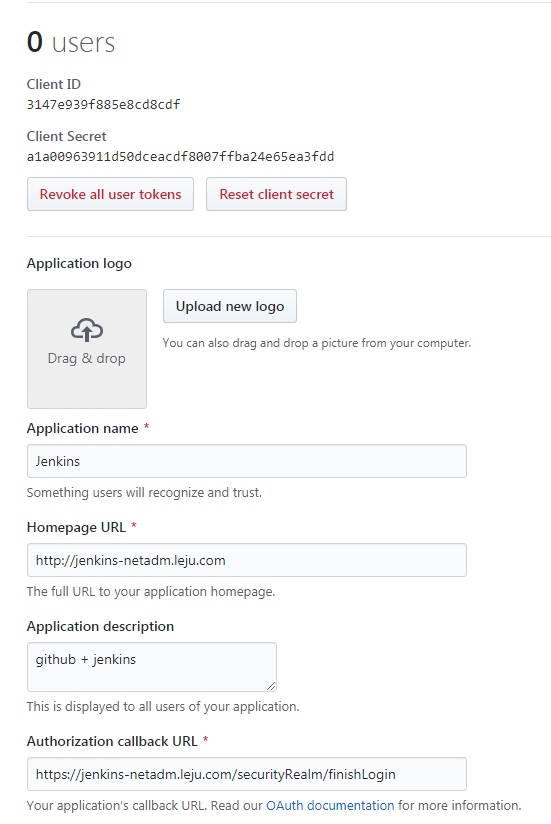 0 users
Client ID
3147e939f885e8cd8cdf
Client Secret
a1a00963911d50dceacdf8007ffba24e65ea3fdd
Revoke all user tokens Reset client secret
Application logo
Drag & drop
Upload new logo
You can also drag and drop a picture from your computer.
Application name *
Jenkins
Something users will recognize and trust.
Homepage URL *
http://jenkins-netadm.leju.com
The full URL to your application homepage.
Application description
github + jenkins
This is displayed to all users of your application.
Authorization callback URL *
https://jenkins-netadm.leju.com/securityRealm/finishLogin
Your application's callback URL. Read our OAuth documentation for more information.